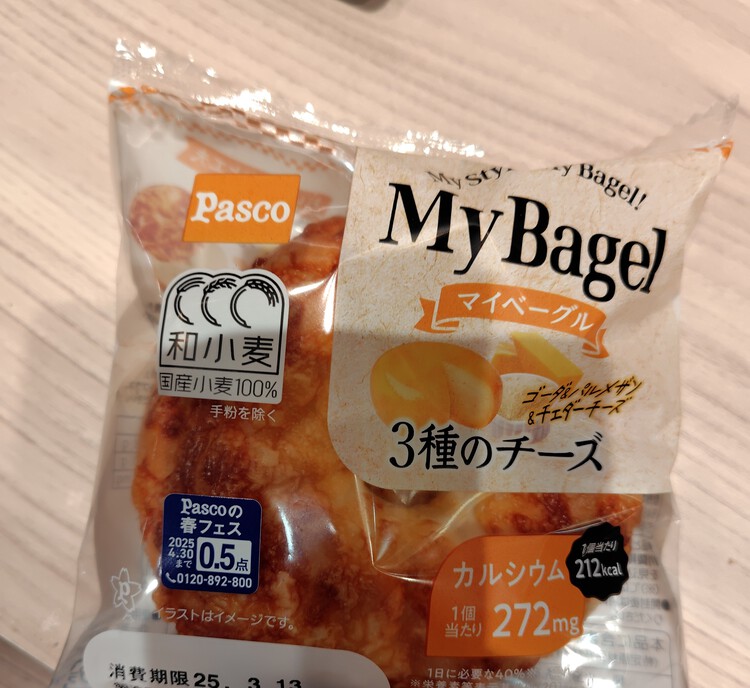 My Style My Bagel!
Pasco
My Bagel
マイベーグル
和小麦
国産小麦100%
手粉を除く
ゴーダ&パルメザン
&チェダーチーズ
3種のチーズ
Pascoの
春フェス
2025
4.30
まで
0.5点
0120-892-800
カルシウム
1個当たり
212kcal
1個
当たり
272mg
イラストはイメージです。
消費期限 25. 3.13
1日に必要な40%